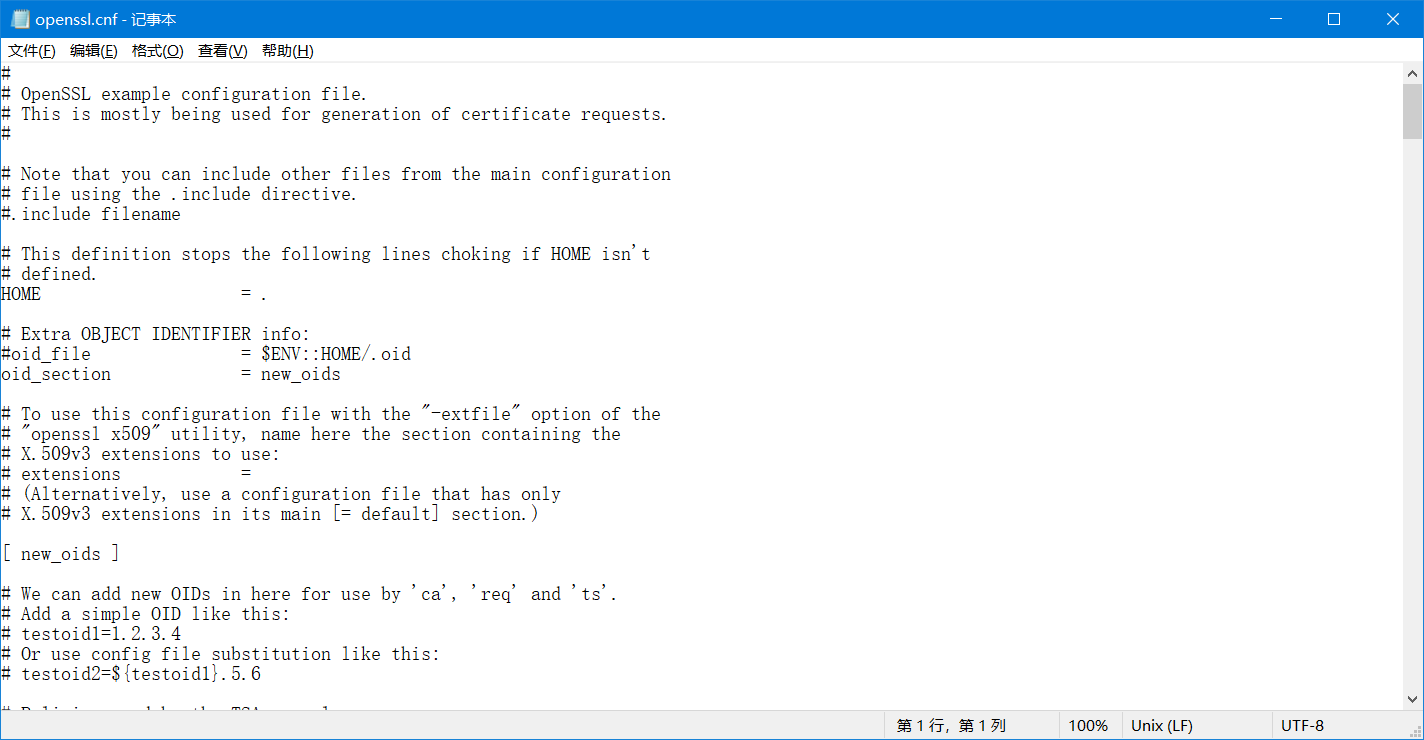 openssl.cnf - 记事本
文件(F) 编辑(E) 格式(O) 查看(V) 帮助(H)
#
# OpenSSL example configuration file.
# This is mostly being used for generation of certificate requests.
#
# Note that you can include other files from the main configuration
# file using the .include directive.
#.include filename
# This definition stops the following lines choking if HOME isn't
# defined.
HOME                    = .
# Extra OBJECT IDENTIFIER info:
#oid_file               = $ENV::HOME/.oid
oid_section             = new_oids
# To use this configuration file with the "-extfile" option of the
# "openssl x509" utility, name here the section containing the
# X.509v3 extensions to use:
# extensions            =
# (Alternatively, use a configuration file that has only
# X.509v3 extensions in its main [= default] section.)
[ new_oids ]
# We can add new OIDs in here for use by 'ca', 'req' and 'ts'.
# Add a simple OID like this:
# testoid1=1.2.3.4
# Or use config file substitution like this:
# testoid2=${testoid1}.5.6
第 1 行，第 1 列 100% Unix (LF) UTF-8